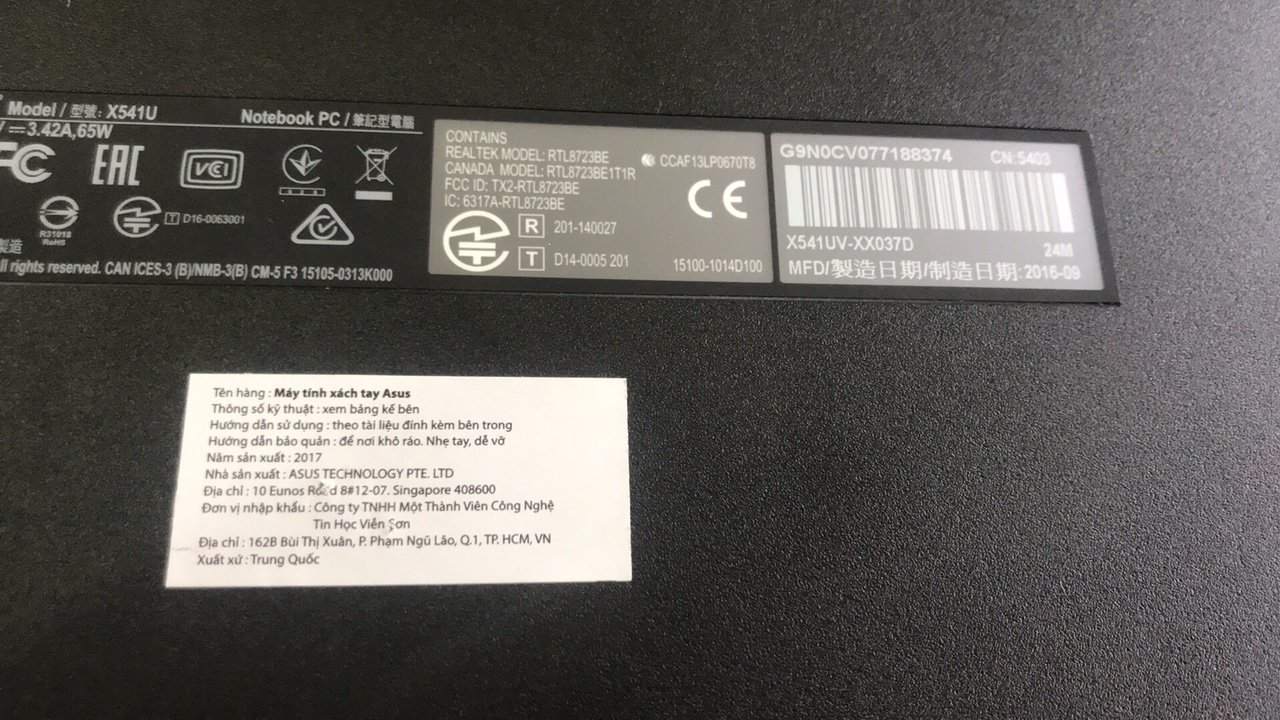 Model / 型號: X541U
Notebook PC / 筆記型電腦
3.42A,65W
FC
EAC
VCI
R31018
RoHS
T D16-0063001
製造
ll rights reserved. CAN ICES-3 (B)/NMB-3(B) CM-5 F3 15105-0313K000
CONTAINS
REALTEK MODEL: RTL8723BE
CANADA MODEL: RTL8723BE1T1R
FCC ID: TX2-RTL8723BE
IC: 6317A-RTL8723BE
CCAF13LP0670T8
CE
R 201-140027
T D14-0005 201
15100-1014D100
G9N0CV077188374 CN:5403
X541UV-XX037D 24M
MFD/製造日期/制造日期: 2016-09
Tên hàng : Máy tính xách tay Asus
Thông số kỹ thuật : xem bảng kế bên
Hướng dẫn sử dụng : theo tài liệu đính kèm bên trong
Hướng dẫn bảo quản : để nơi khô ráo. Nhẹ tay, dễ vỡ
Năm sản xuất : 2017
Nhà sản xuất : ASUS TECHNOLOGY PTE. LTD
Địa chỉ : 10 Eunos Road 8#12-07. Singapore 408600
Đơn vị nhập khẩu : Công ty TNHH Một Thành Viên Công Nghệ
Tin Học Viễn Sơn
Địa chỉ : 162B Bùi Thị Xuân, P. Phạm Ngũ Lão, Q.1, TP. HCM, VN
Xuất xứ : Trung Quốc